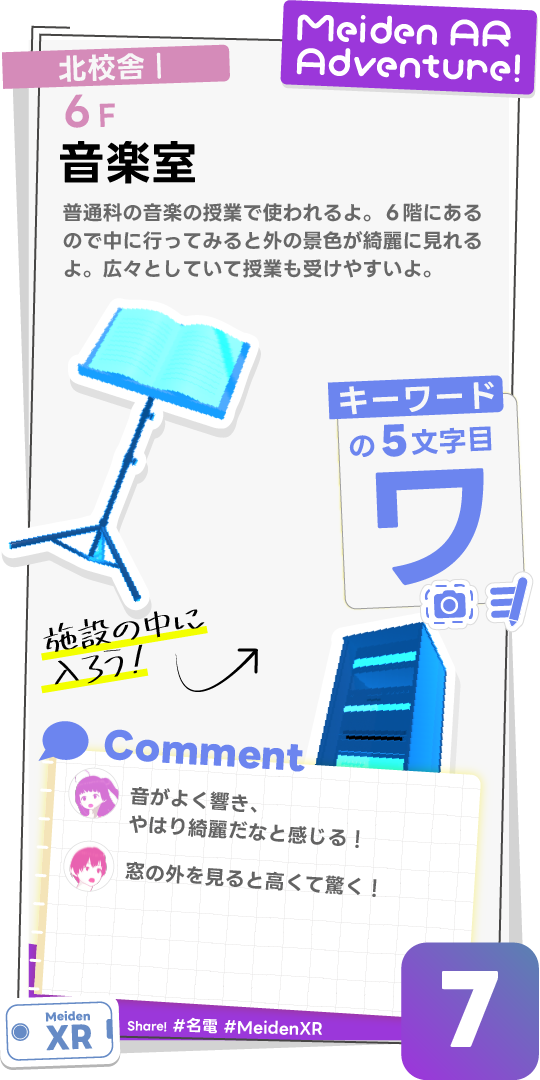 Meiden AR
Adventure!
北校舎 |
6F
音楽室
普通科の音楽の授業で使われるよ。６階にある
ので中に行ってみると外の景色が綺麗に見れる
よ。広々としていて授業も受けやすいよ。
キーワード
の5文字目
ワ
施設の中に
入ろう!
Comment
音がよく響き、
やはり綺麗だなと感じる！
窓の外を見ると高くて驚く！
7
Meiden
XR
Share! #名電 #MeidenXR